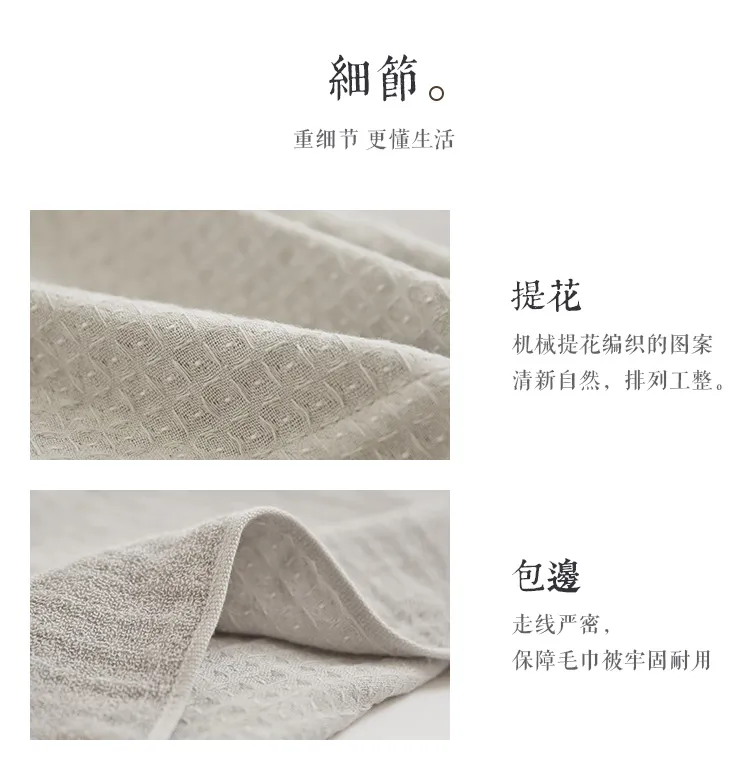 細節。
重细节 更懂生活
提花
机械提花编织的图案
清新自然，排列工整。
包邊
走线严密，
保障毛巾被牢固耐用